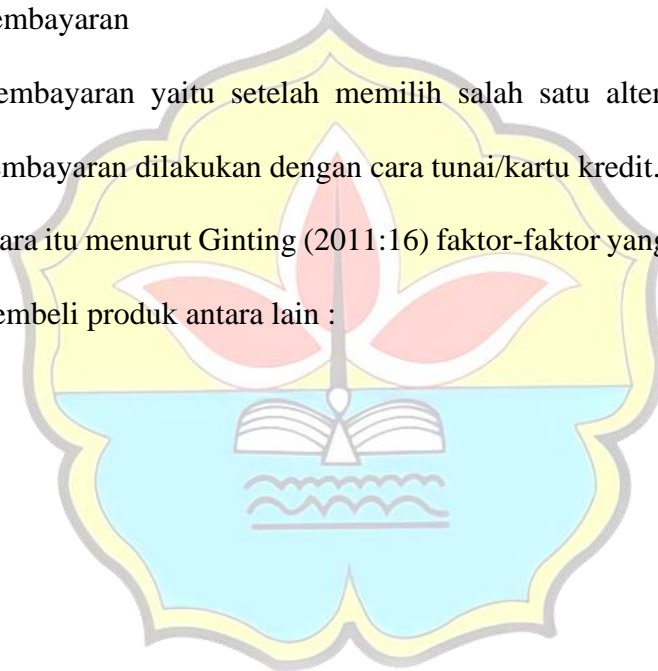 embayaran
embayaran yaitu setelah memilih salah satu alter
embayaran dilakukan dengan cara tunai/kartu kredit.
ara itu menurut Ginting (2011:16) faktor-faktor yang
embeli produk antara lain :